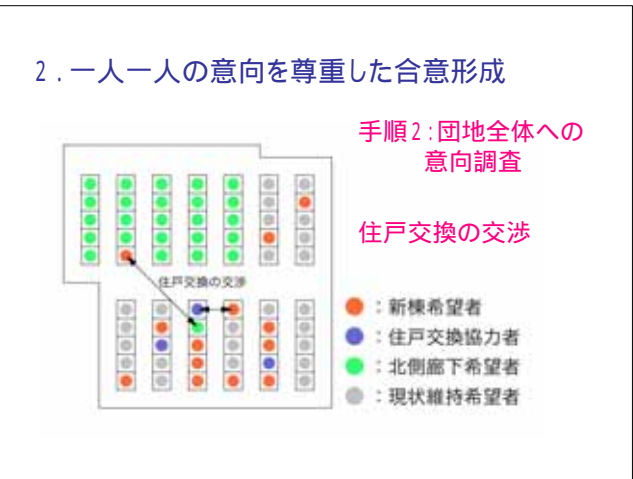 2．一人一人の意向を尊重した合意形成
手順2：団地全体への
意向調査
住戸交換の交渉
住戸交換の交渉
：新棟希望者
：住戸交換協力者
：北側廊下希望者
：現状維持希望者